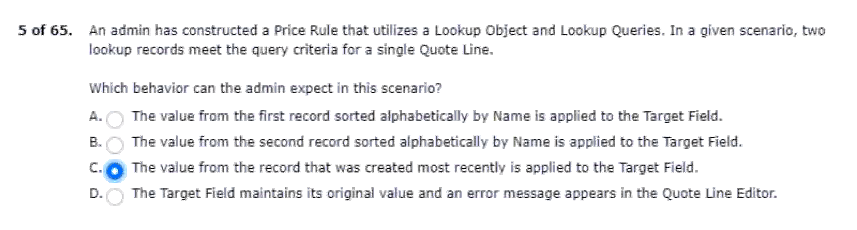 5 of 65. An admin has constructed a Price Rule that utilizes a Lookup Object and Lookup Queries. In a given scenario, two
lookup records meet the query criteria for a single Quote Line.
Which behavior can the admin expect in this scenario?
A. The value from the first record sorted alphabetically by Name is applied to the Target Field.
B. The value from the second record sorted alphabetically by Name is applied to the Target Field.
C. The value from the record that was created most recently is applied to the Target Field.
D. The Target Field maintains its original value and an error message appears in the Quote Line Editor.